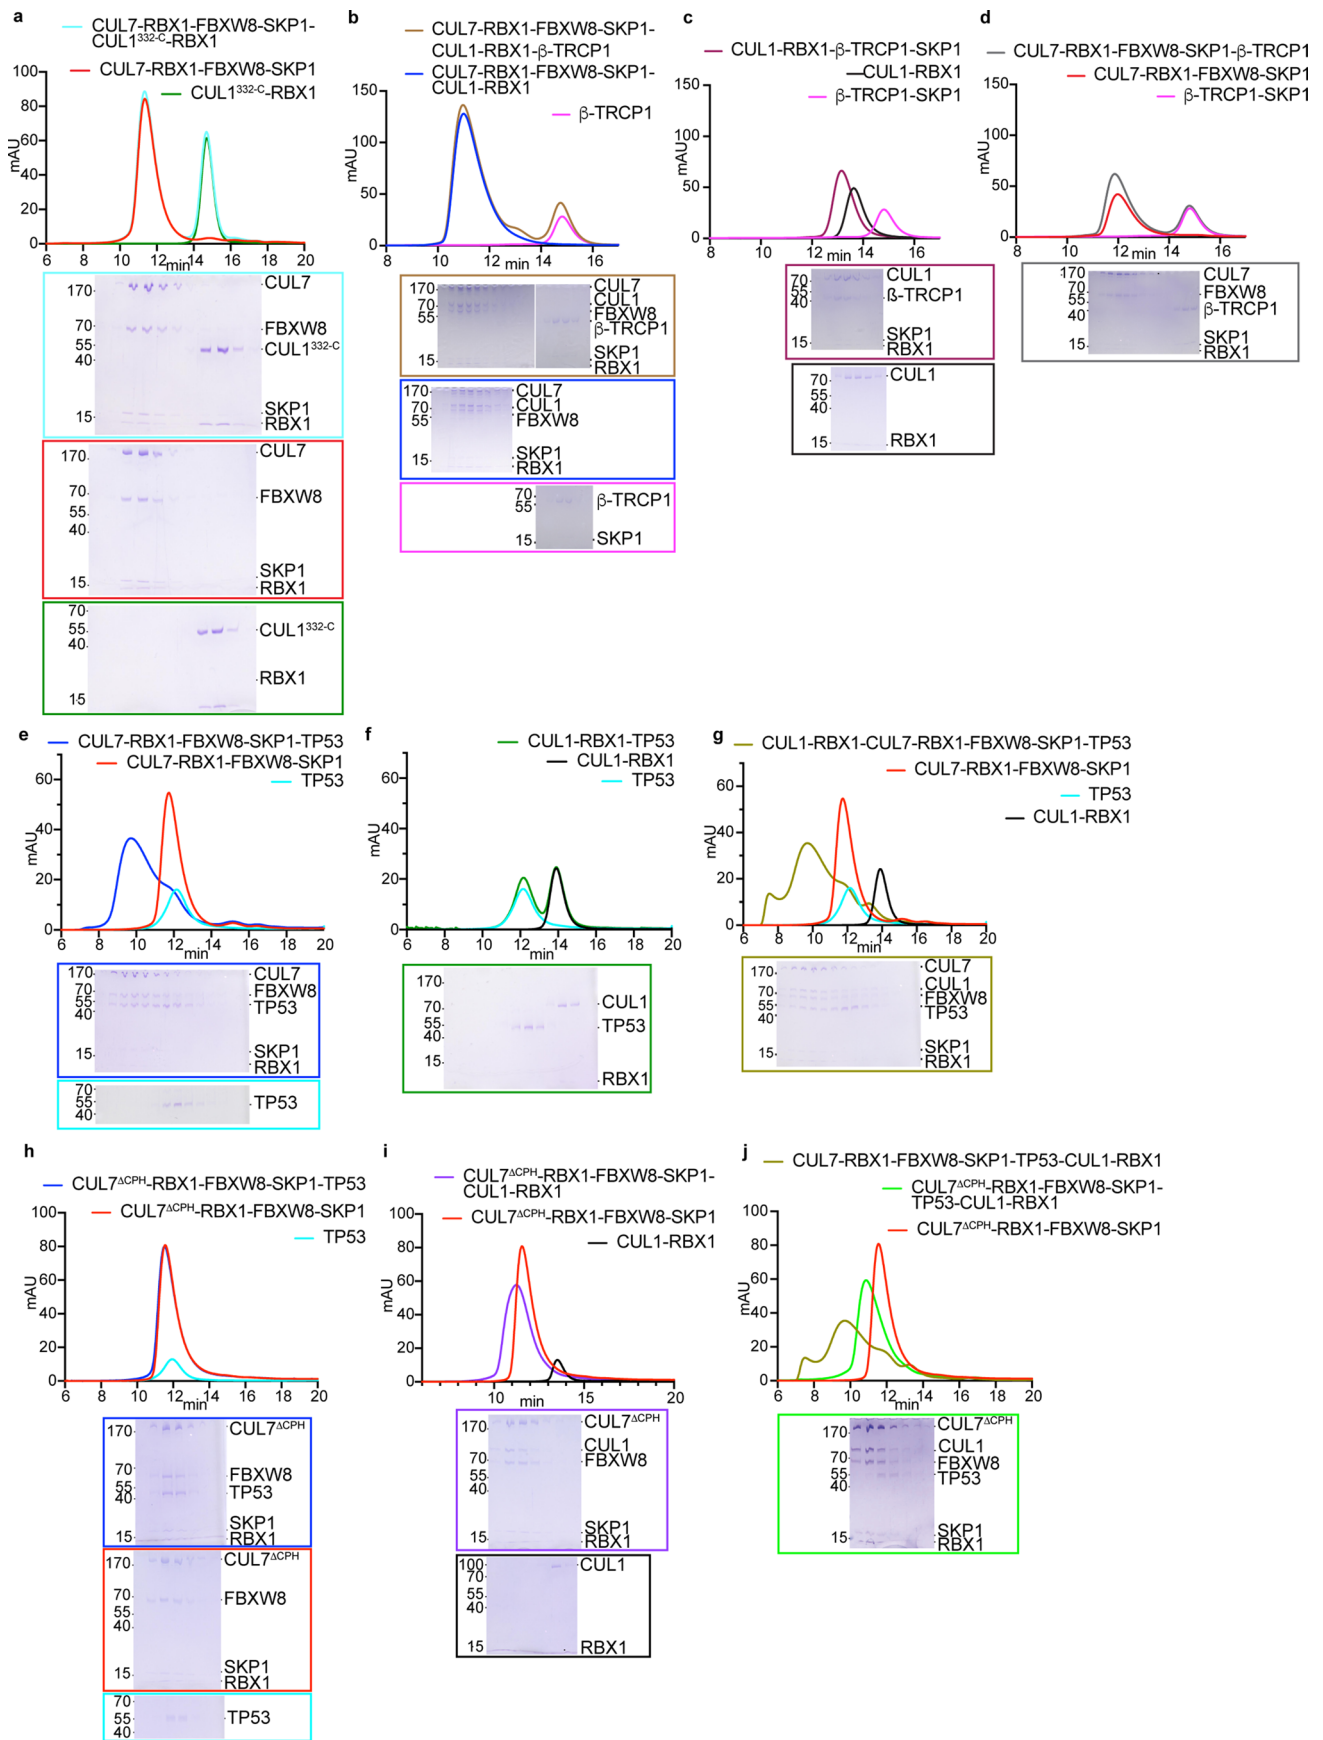 a
CUL7-RBX1-FBXW8-SKP1-
CUL1332-C-RBX1
CUL7-RBX1-FBXW8-SKP1
CUL1332-C-RBX1
mAU
100
80
60
40
20
0
6 8 10 12 14 16 18 20
min
170
70
55
40
15
CUL7
FBXW8
CUL1332-C
SKP1
RBX1
170
70
55
40
15
CUL7
FBXW8
SKP1
RBX1
70
55
40
15
CUL1332-C
RBX1
b
CUL7-RBX1-FBXW8-SKP1-
CUL1-RBX1-β-TRCP1
CUL7-RBX1-FBXW8-SKP1-
CUL1-RBX1
β-TRCP1
mAU
150
100
50
0
8 10 12 14 16
min
170
70
55
15
CUL7
CUL1
FBXW8
β-TRCP1
SKP1
RBX1
170
70
55
15
CUL7
CUL1
FBXW8
SKP1
RBX1
70
55
15
β-TRCP1
SKP1
c
CUL1-RBX1-β-TRCP1-SKP1
CUL1-RBX1
β-TRCP1-SKP1
mAU
150
100
50
0
8 10 12 14 16
min
70
55
40
15
CUL1
ß-TRCP1
SKP1
RBX1
70
55
40
15
CUL1
RBX1
d
CUL7-RBX1-FBXW8-SKP1-β-TRCP1
CUL7-RBX1-FBXW8-SKP1
β-TRCP1-SKP1
mAU
150
100
50
0
8 10 12 14 16
min
170
70
55
40
15
CUL7
FBXW8
β-TRCP1
SKP1
RBX1
e
CUL7-RBX1-FBXW8-SKP1-TP53
CUL7-RBX1-FBXW8-SKP1
TP53
mAU
60
40
20
0
6 8 10 12 14 16 18 20
min
170
70
55
40
15
CUL7
FBXW8
TP53
SKP1
RBX1
70
55
40
TP53
f
CUL1-RBX1-TP53
CUL1-RBX1
TP53
mAU
60
40
20
0
6 8 10 12 14 16 18 20
min
170
70
55
40
15
CUL1
TP53
RBX1
g
CUL1-RBX1-CUL7-RBX1-FBXW8-SKP1-TP53
CUL7-RBX1-FBXW8-SKP1
TP53
CUL1-RBX1
mAU
60
40
20
0
6 8 10 12 14 16 18 20
min
170
70
55
40
15
CUL7
CUL1
FBXW8
TP53
SKP1
RBX1
h
CUL7ΔCPH-RBX1-FBXW8-SKP1-TP53
CUL7ΔCPH-RBX1-FBXW8-SKP1
TP53
mAU
100
80
60
40
20
0
6 8 10 12 14 16 18 20
min
170
70
55
40
15
CUL7ΔCPH
FBXW8
TP53
SKP1
RBX1
170
70
55
40
15
CUL7ΔCPH
FBXW8
SKP1
RBX1
70
55
40
TP53
i
CUL7ΔCPH-RBX1-FBXW8-SKP1-
CUL1-RBX1
CUL7ΔCPH-RBX1-FBXW8-SKP1
CUL1-RBX1
mAU
100
80
60
40
20
0
10 15 20
min
170
70
55
40
15
CUL7ΔCPH
CUL1
FBXW8
SKP1
RBX1
100
70
55
40
15
CUL1
RBX1
j
CUL7-RBX1-FBXW8-SKP1-TP53-CUL1-RBX1
CUL7ΔCPH-RBX1-FBXW8-SKP1-
TP53-CUL1-RBX1
CUL7ΔCPH-RBX1-FBXW8-SKP1
mAU
100
80
60
40
20
0
6 8 10 12 14 16 18 20
min
170
70
55
40
15
CUL7ΔCPH
CUL1
FBXW8
TP53
SKP1
RBX1